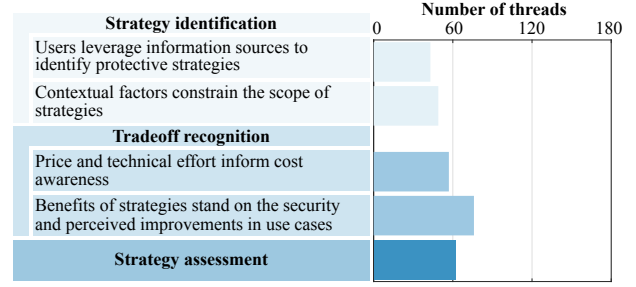 Number of threads
0 60 120 180
Strategy identification
Users leverage information sources to
identify protective strategies
Contextual factors constrain the scope of
strategies
Tradeoff recognition
Price and technical effort inform cost
awareness
Benefits of strategies stand on the security
and perceived improvements in use cases
Strategy assessment